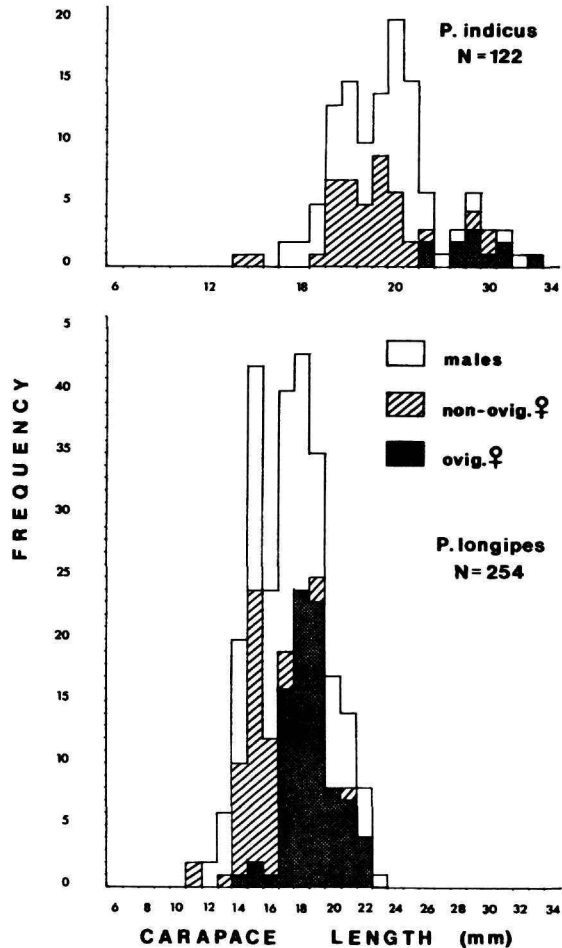 20
15
10
5
0
P. indicus
N = 122
6 12 18 20 30 34
5
40
35
30
25
20
15
10
5
0
males
non-ovig. ♀
ovig. ♀
P. longipes
N = 254
FREQUENCY
6 8 10 12 14 16 18 20 22 24 26 28 30 32 34
CARAPACE LENGTH (mm)